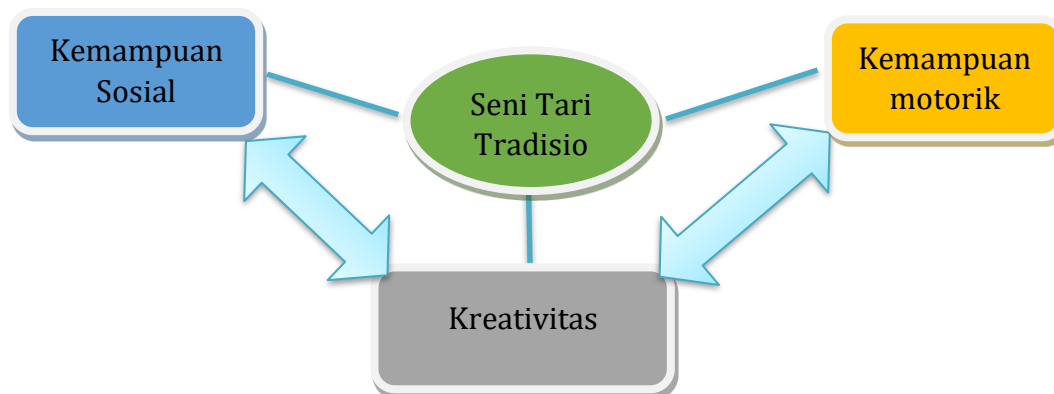 Kemampuan
Sosial
Seni Tari
Tradisio
Kemampuan
motorik
Kreativitas